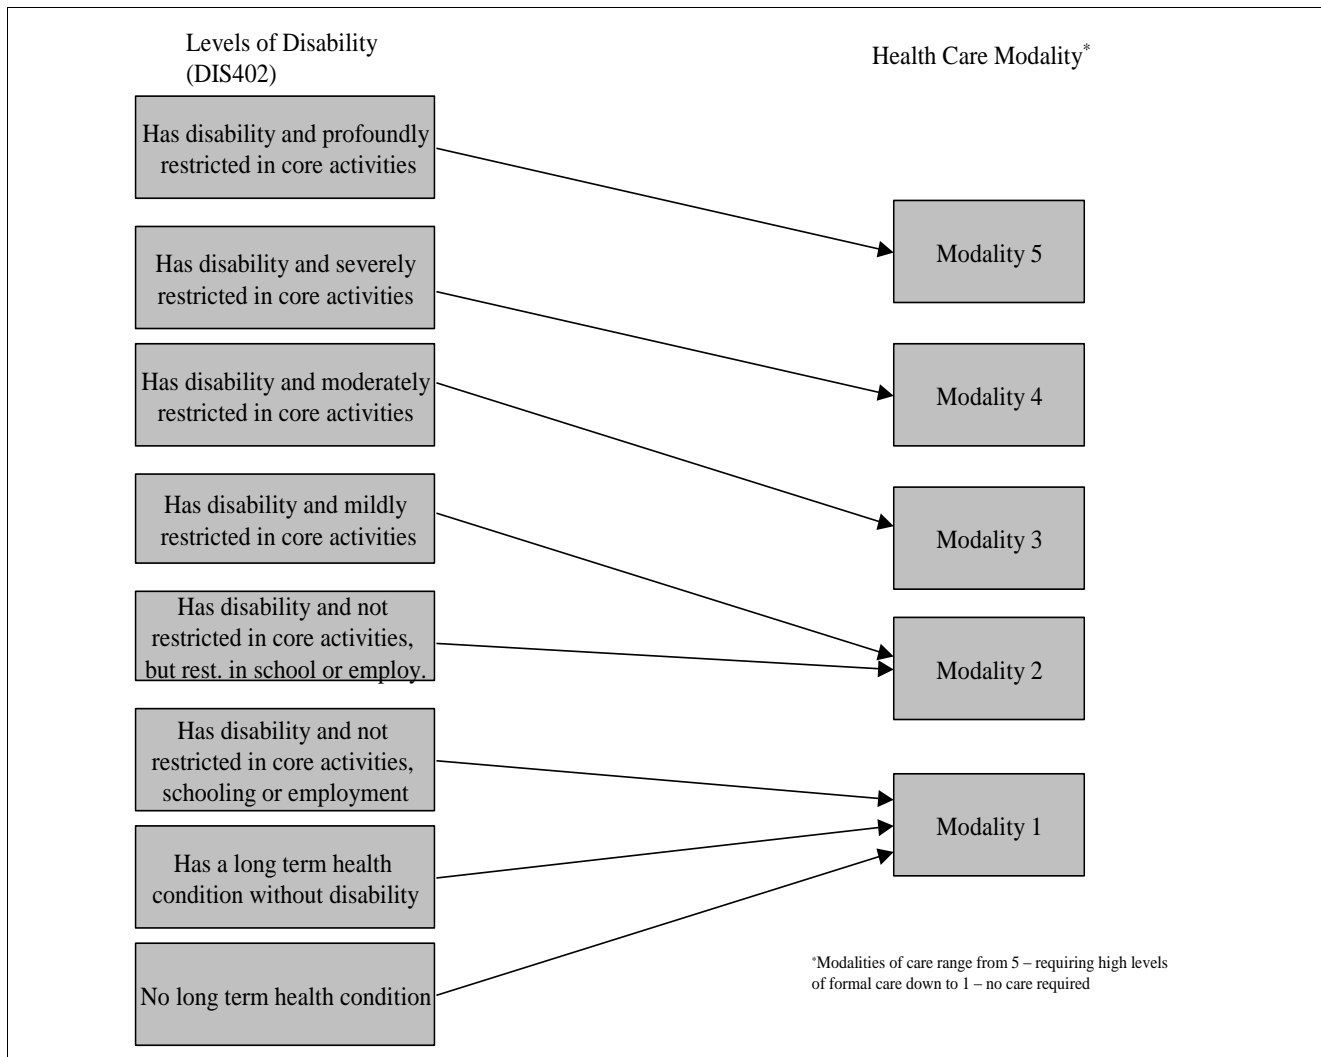 Levels of Disability
(DIS402)
Health Care Modality*
Has disability and profoundly
restricted in core activities
Modality 5
Has disability and severely
restricted in core activities
Modality 4
Has disability and moderately
restricted in core activities
Modality 3
Has disability and mildly
restricted in core activities
Has disability and not
restricted in core activities,
but rest. in school or employ.
Modality 2
Has disability and not
restricted in core activities,
schooling or employment
Modality 1
Has a long term health
condition without disability
No long term health condition
*Modalities of care range from 5 – requiring high levels
of formal care down to 1 – no care required